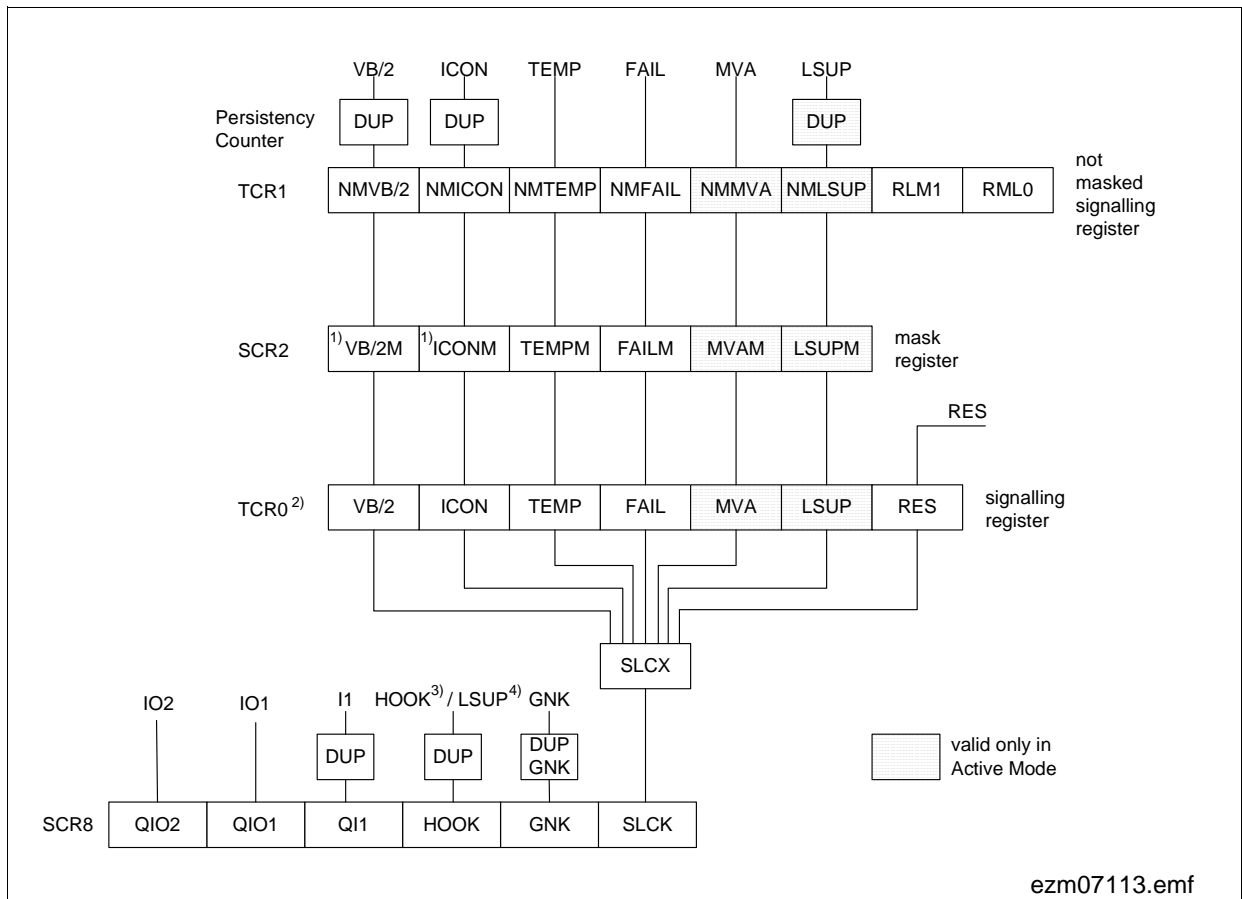 VB/2 ICON TEMP FAIL MVA LSUP
Persistency
Counter
DUP DUP DUP
TCR1 NMVB/2 NMICON NMTEMP NMFAIL NMMVA NMLSUP RLM1 RML0
not
masked
signalling
register
SCR2 1) VB/2M 1) ICONM TEMPM FAILM MVAM LSUPM
mask
register
RES
TCR0 2) VB/2 ICON TEMP FAIL MVA LSUP RES
signalling
register
SLCX
IO2 IO1 I1 HOOK3) / LSUP4) GNK
DUP DUP DUP
GNK
valid only in
Active Mode
SCR8 QIO2 QIO1 QI1 HOOK GNK SLCK
ezm07113.emf